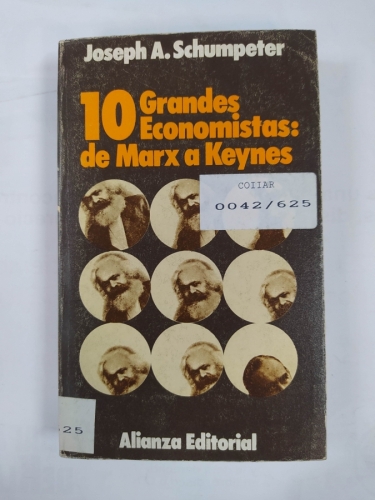 Joseph A. Schumpeter
10 Grandes
Economistas:
de Marx a Keynes
COIIAR
0042/625
25
Alianza Editorial